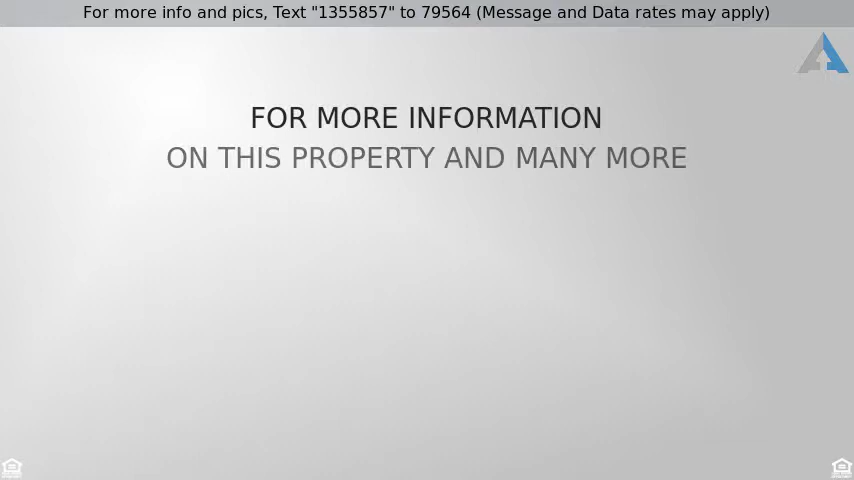 For more info and pics, Text "1355857" to 79564 (Message and Data rates may apply)
FOR MORE INFORMATION
ON THIS PROPERTY AND MANY MORE